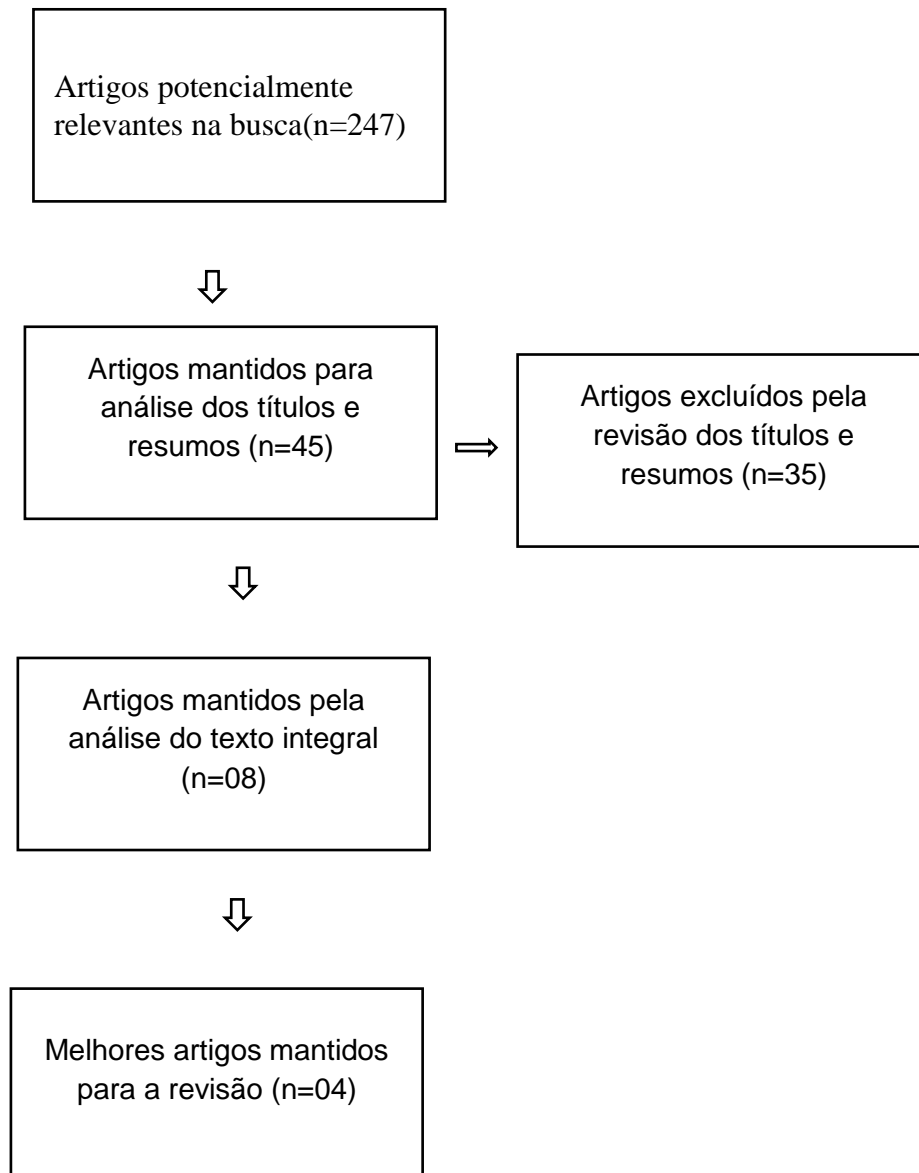 Artigos potencialmente
relevantes na busca(n=247)
Artigos mantidos para
análise dos títulos e
resumos (n=45)
Artigos excluídos pela
revisão dos títulos e
resumos (n=35)
Artigos mantidos pela
análise do texto integral
(n=08)
Melhores artigos mantidos
para a revisão (n=04)